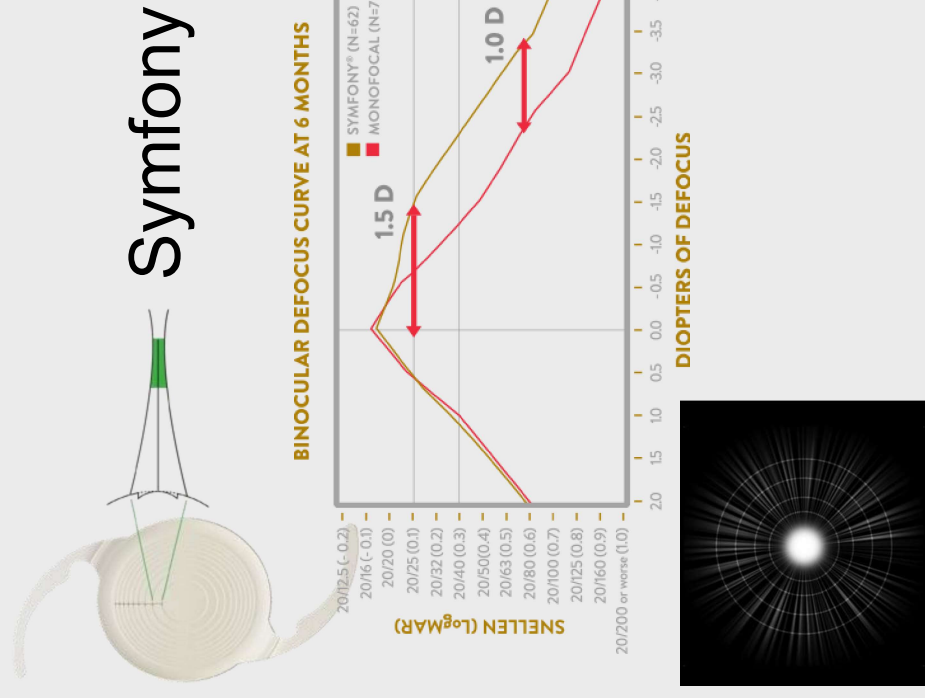 Symfony
BINOCULAR DEFOCUS CURVE AT 6 MONTHS
SYMFONY® (N=62)
MONOFOCAL (N=7
1.5 D
1.0 D
SNELLEN (LogMAR)
20/12.5 (- 0.2)
20/16 (- 0.1)
20/20 (0)
20/25 (0.1)
20/32 (0.2)
20/40 (0.3)
20/50(0.4)
20/63 (0.5)
20/80 (0.6)
20/100 (0.7)
20/125 (0.8)
20/160 (0.9)
20/200 or worse (1.0)
2.0 1.5 1.0 0.5 0.0 -0.5 -1.0 -1.5 -2.0 -2.5 -3.0 -3.5
DIOPTERS OF DEFOCUS